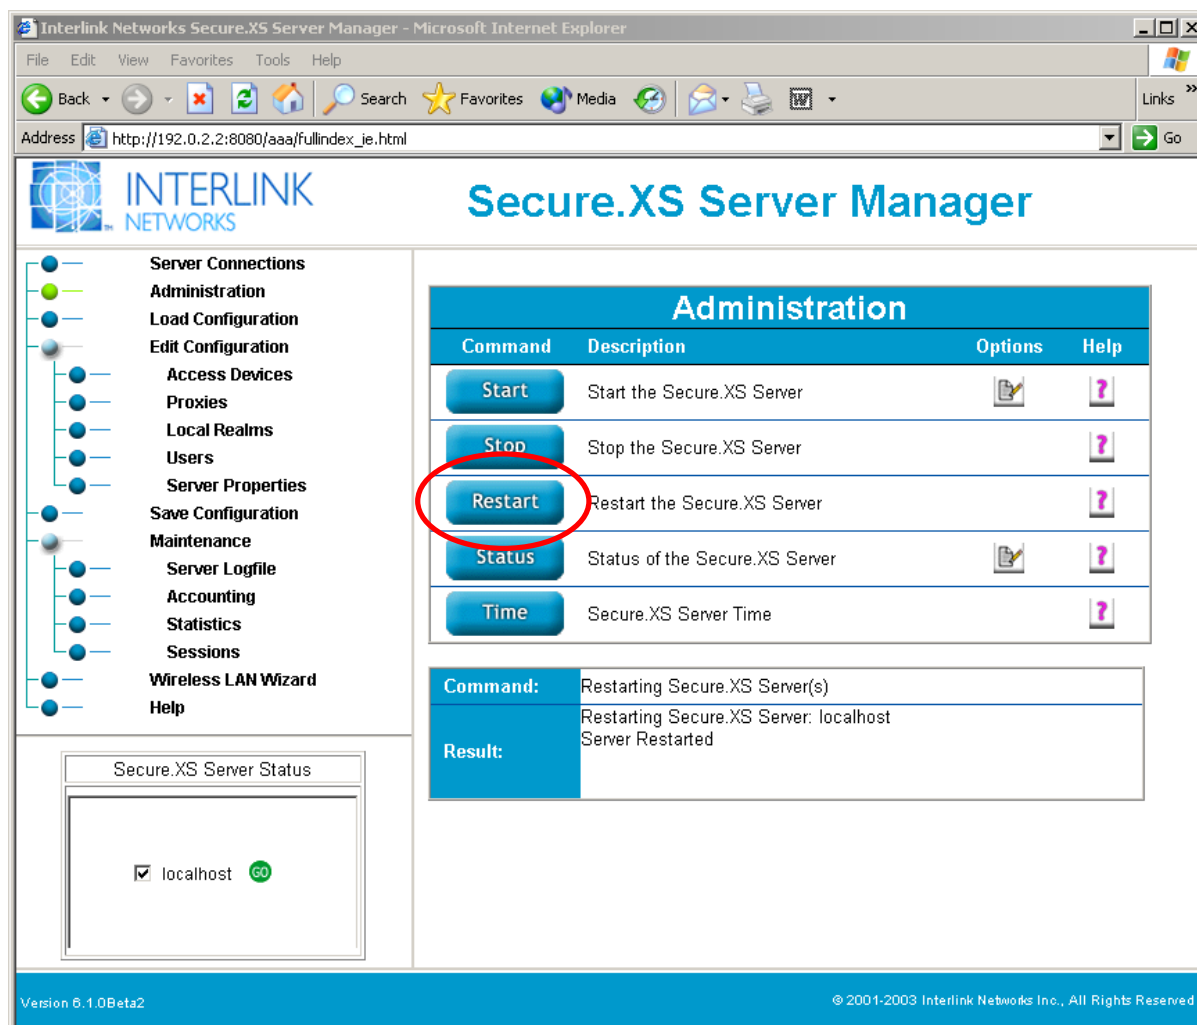 Interlink Networks Secure.XS Server Manager - Microsoft Internet Explorer
File Edit View Favorites Tools Help
Back Search Favorites Media Links »
Address http://192.0.2.2:8080/aaa/fullindex_ie.html Go
INTERLINK
NETWORKS
TM
Secure.XS Server Manager
Server Connections
Administration
Load Configuration
Edit Configuration
Access Devices
Proxies
Local Realms
Users
Server Properties
Save Configuration
Maintenance
Server Logfile
Accounting
Statistics
Sessions
Wireless LAN Wizard
Help
Secure.XS Server Status
localhost GO
Administration
Command Description Options Help
Start Start the Secure.XS Server ?
Stop Stop the Secure.XS Server ?
Restart Restart the Secure.XS Server ?
Status Status of the Secure.XS Server ?
Time Secure.XS Server Time ?
Command: Restarting Secure.XS Server(s)
Result: Restarting Secure.XS Server: localhost
Server Restarted
Version 6.1.0Beta2
© 2001-2003 Interlink Networks Inc., All Rights Reserved